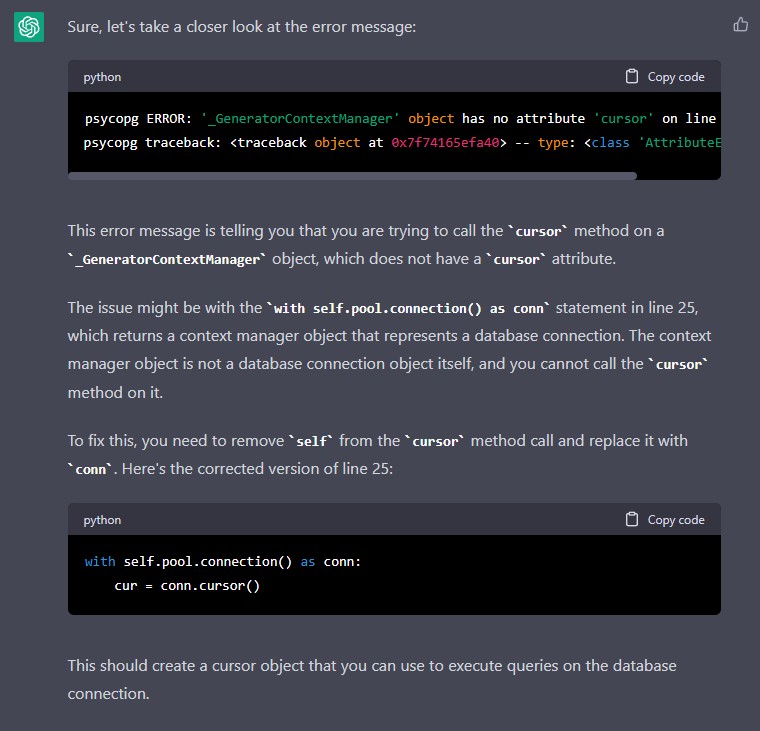 Sure, let's take a closer look at the error message:
python
Copy code
psycopg ERROR: '_GeneratorContextManager' object has no attribute 'cursor' on line
psycopg traceback: <traceback object at 0x7f74165efa40> -- type: <class 'AttributeE
This error message is telling you that you are trying to call the `cursor` method on a
`_GeneratorContextManager` object, which does not have a `cursor` attribute.
The issue might be with the `with self.pool.connection() as conn` statement in line 25,
which returns a context manager object that represents a database connection. The context
manager object is not a database connection object itself, and you cannot call the `cursor`
method on it.
To fix this, you need to remove `self` from the `cursor` method call and replace it with
`conn`. Here's the corrected version of line 25:
python
Copy code
with self.pool.connection() as conn:
    cur = conn.cursor()
This should create a cursor object that you can use to execute queries on the database
connection.